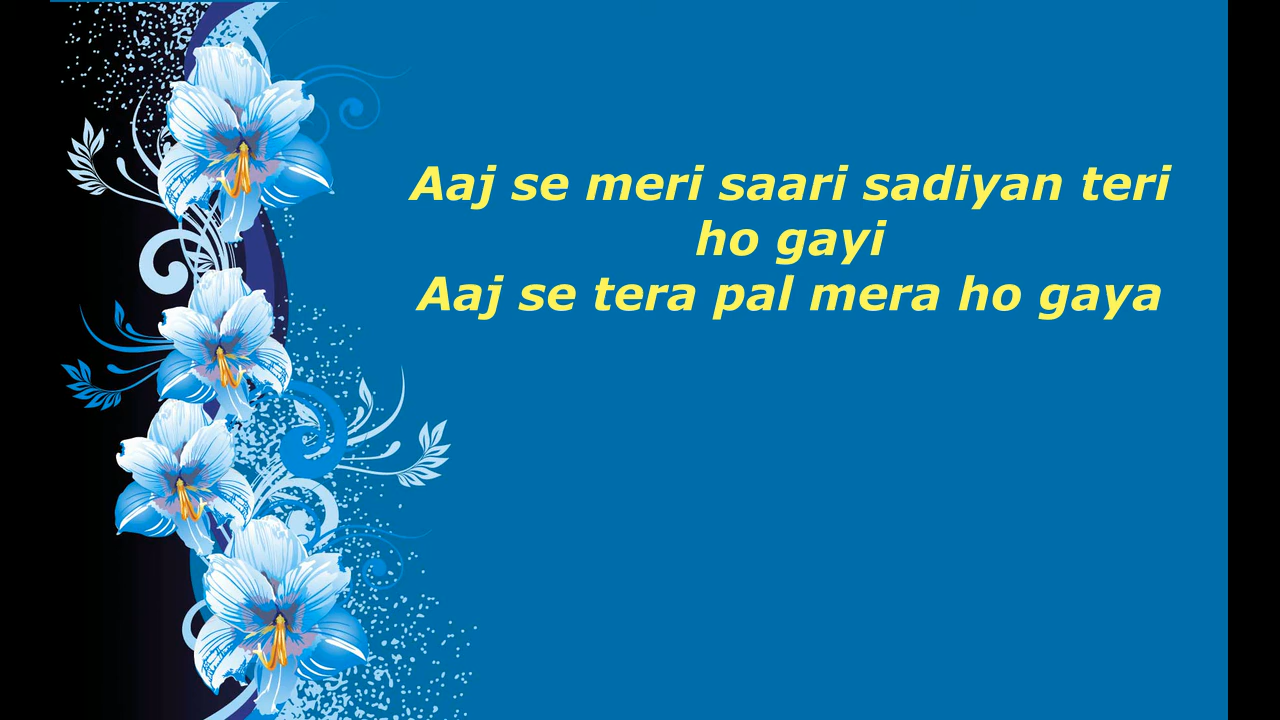 Aaj se meri saari sadiyan teri
ho gayi
Aaj se tera pal mera ho gaya